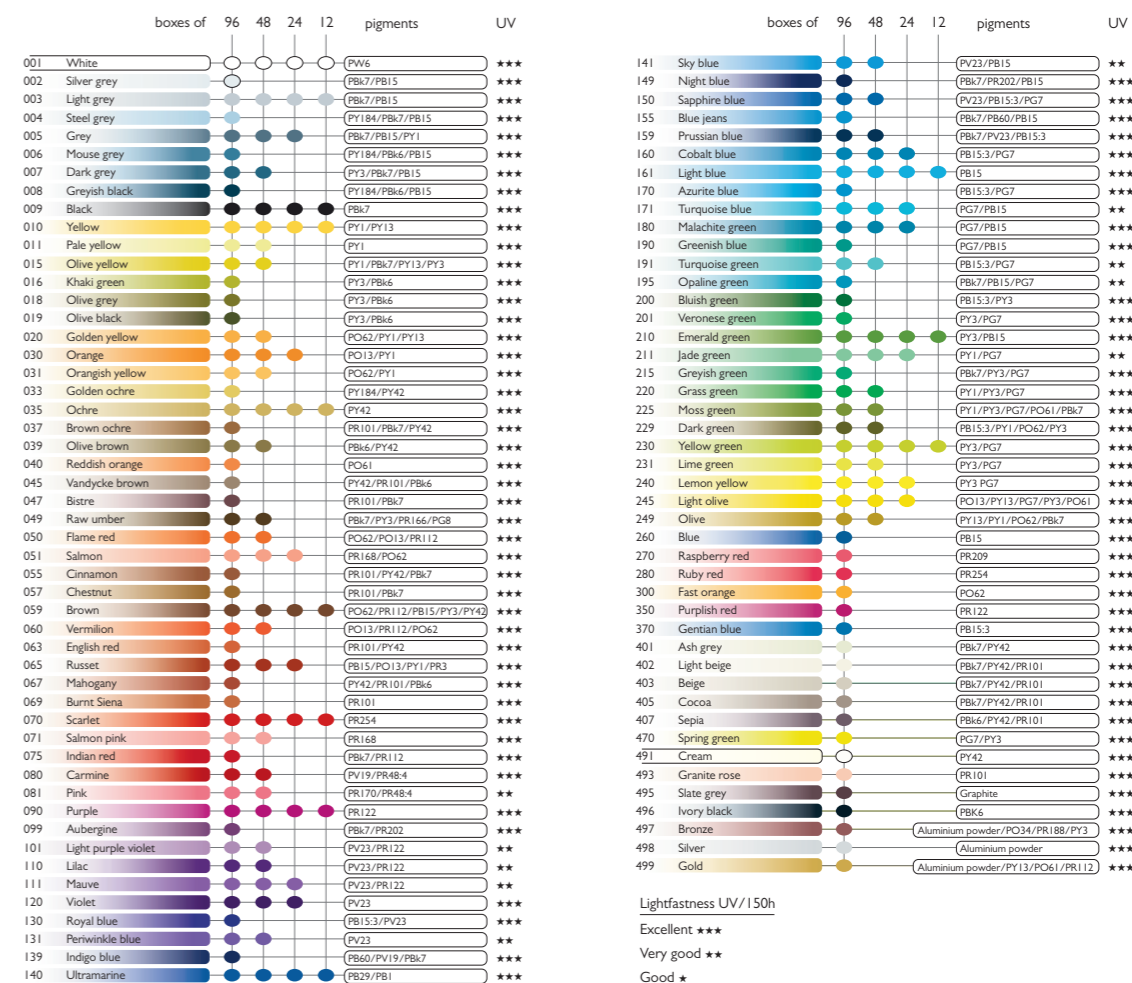 boxes of 96 48 24 12 pigments UV
001 White PW6 ★★★
002 Silver grey PBk7/PB15 ★★★
003 Light grey PBk7/PB15 ★★★
004 Steel grey PY184/PBk7/PB15 ★★★
005 Grey PBk7/PB15/PY1 ★★★
006 Mouse grey PY184/PBk6/PB15 ★★★
007 Dark grey PY3/PBk7/PB15 ★★★
008 Greyish black PY184/PBk6/PB15 ★★★
009 Black PBk7 ★★★
010 Yellow PY1/PY13 ★★★
011 Pale yellow PY1 ★★★
015 Olive yellow PY1/PBk7/PY13/PY3 ★★★
016 Khaki green PY3/PBk6 ★★★
018 Olive grey PY3/PBk6 ★★★
019 Olive black PY3/PBk6 ★★★
020 Golden yellow PO62/PY1/PY13 ★★★
030 Orange PO13/PY1 ★★★
031 Orangish yellow PO62/PY1 ★★★
033 Golden ochre PY184/PY42 ★★★
035 Ochre PY42 ★★★
037 Brown ochre PR101/PBk7/PY42 ★★★
039 Olive brown PBk6/PY42 ★★★
040 Reddish orange PO61 ★★★
045 Vandycke brown PY42/PR101/PBk6 ★★★
047 Bistre PR101/PBk7 ★★★
049 Raw umber PBk7/PY3/PR166/PG8 ★★★
050 Flame red PO62/PO13/PR112 ★★★
051 Salmon PR168/PO62 ★★★
055 Cinnamon PR101/PY42/PBk7 ★★★
057 Chestnut PR101/PBk7 ★★★
059 Brown PO62/PR112/PB15/PY3/PY42 ★★★
060 Vermilion PO13/PR112/PO62 ★★★
063 English red PR101/PY42 ★★★
065 Russet PB15/PO13/PY1/PR3 ★★★
067 Mahogany PY42/PR101/PBk6 ★★★
069 Burnt Siena PR101 ★★★
070 Scarlet PR254 ★★★
071 Salmon pink PR168 ★★★
075 Indian red PBk7/PR112 ★★★
080 Carmine PV19/PR48:4 ★★★
081 Pink PR170/PR48:4 ★★
090 Purple PR122 ★★★
099 Aubergine PBk7/PR202 ★★★
101 Light purple violet PV23/PR122 ★★
110 Lilac PV23/PR122 ★★
111 Mauve PV23/PR122 ★★
120 Violet PV23 ★★★
130 Royal blue PB15:3/PV23 ★★★
131 Periwinkle blue PV23 ★★
139 Indigo blue PB60/PV19/PBk7 ★★★
140 Ultramarine PB29/PB1 ★★★
boxes of 96 48 24 12 pigments UV
141 Sky blue PV23/PB15 ★★
149 Night blue PBk7/PR202/PB15 ★★★
150 Sapphire blue PV23/PB15:3/PG7 ★★★
155 Blue jeans PBk7/PB60/PB15 ★★★
159 Prussian blue PBk7/PV23/PB15:3 ★★★
160 Cobalt blue PB15:3/PG7 ★★★
161 Light blue PB15 ★★★
170 Azurite blue PB15:3/PG7 ★★★
171 Turquoise blue PG7/PB15 ★★
180 Malachite green PG7/PB15 ★★★
190 Greenish blue PG7/PB15 ★★★
191 Turquoise green PB15:3/PG7 ★★
195 Opaline green PBk7/PB15/PG7 ★★
200 Bluish green PB15:3/PY3 ★★★
201 Veronese green PY3/PG7 ★★★
210 Emerald green PY3/PB15 ★★★
211 Jade green PY1/PG7 ★★
215 Greyish green PBk7/PY3/PG7 ★★★
220 Grass green PY1/PY3/PG7 ★★★
225 Moss green PY1/PY3/PG7/PO61/PBk7 ★★★
229 Dark green PB15:3/PY1/PO62/PY3 ★★★
230 Yellow green PY3/PG7 ★★★
231 Lime green PY3/PG7 ★★★
240 Lemon yellow PY3 PG7 ★★★
245 Light olive PO13/PY13/PG7/PY3/PO61 ★★★
249 Olive PY13/PY1/PO62/PBk7 ★★★
260 Blue PB15 ★★★
270 Raspberry red PR209 ★★★
280 Ruby red PR254 ★★★
300 Fast orange PO62 ★★★
350 Purplish red PR122 ★★★
370 Gentian blue PB15:3 ★★★
401 Ash grey PBk7/PY42 ★★★
402 Light beige PBk7/PY42/PR101 ★★★
403 Beige PBk7/PY42/PR101 ★★★
405 Cocoa PBk7/PY42/PR101 ★★★
407 Sepia PBk6/PY42/PR101 ★★★
470 Spring green PG7/PY3 ★★★
491 Cream PY42 ★★★
493 Granite rose PR101 ★★★
495 Slate grey Graphite ★★★
496 Ivory black PBK6 ★★★
497 Bronze Aluminium powder/PO34/PR188/PY3 ★★★
498 Silver Aluminium powder ★★★
499 Gold Aluminium powder/PY13/PO61/PR112 ★★★
Lightfastness UV/150h
Excellent ★★★
Very good ★★
Good ★